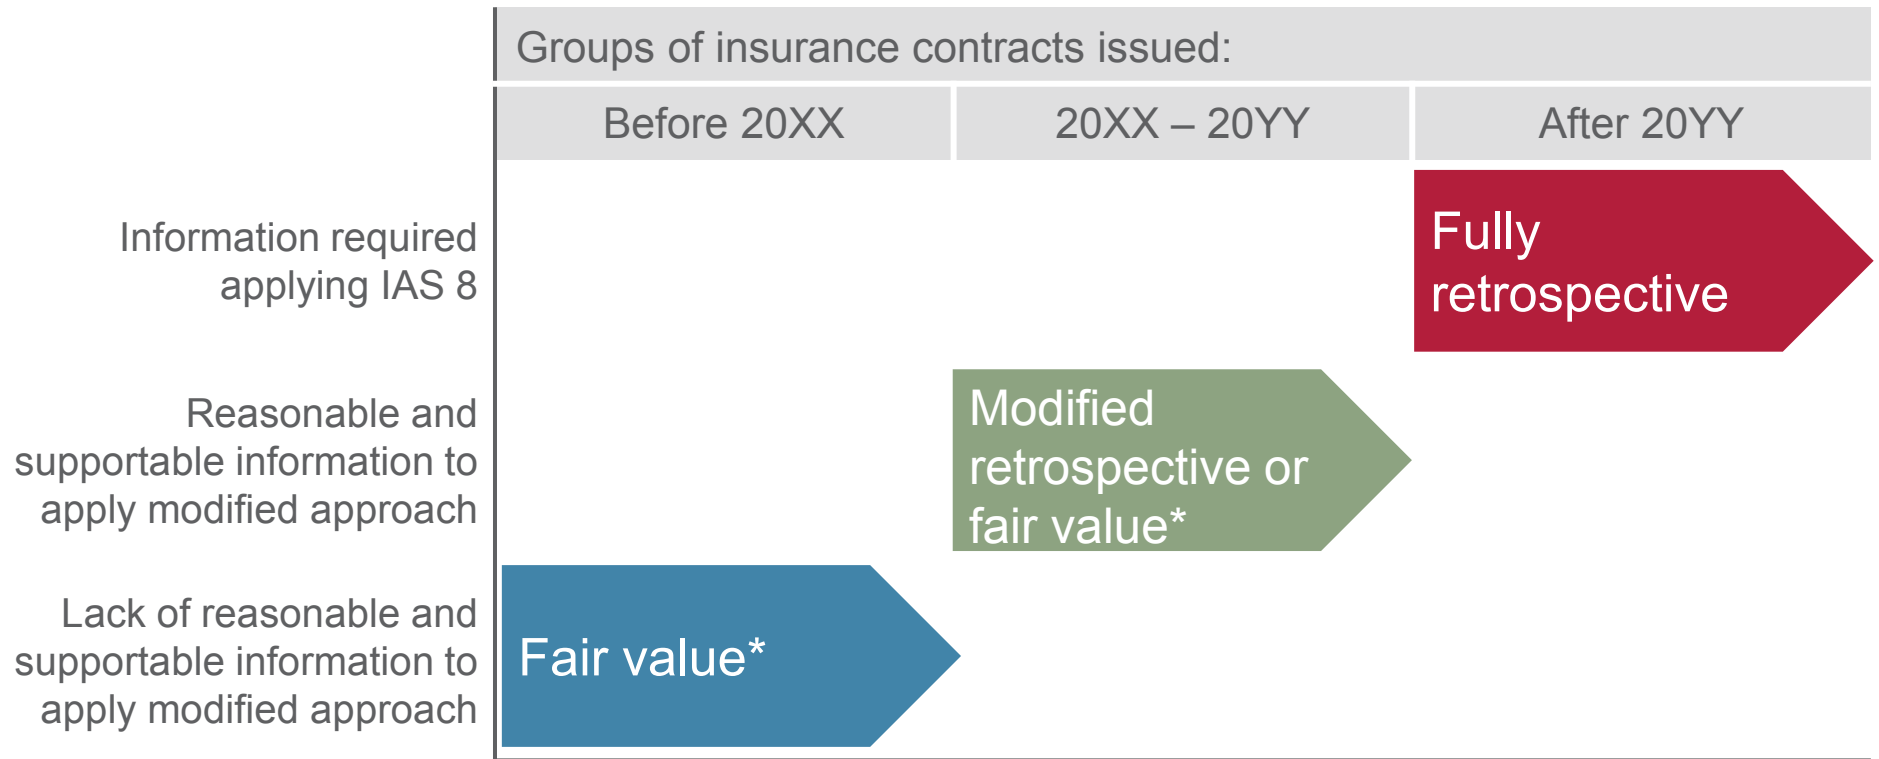 Groups of insurance contracts issued:
Before 20XX
20XX – 20YY
After 20YY
Information required
applying IAS 8
Fully
retrospective
Reasonable and
supportable information to
apply modified approach
Modified
retrospective or
fair value*
Lack of reasonable and
supportable information to
apply modified approach
Fair value*